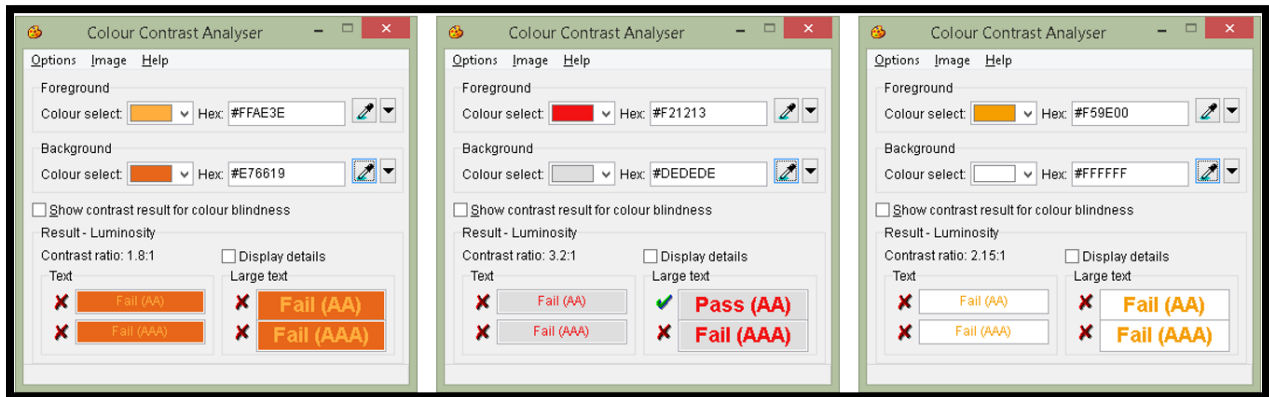 Colour Contrast Analyser
Options Image Help
Foreground
Colour select: Hex: #FFAE3E
Background
Colour select: Hex: #E76619
Show contrast result for colour blindness
Result - Luminosity
Contrast ratio: 1.8:1 Display details
Text Large text
Fail (AA) Fail (AA)
Fail (AAA) Fail (AAA)
Colour Contrast Analyser
Options Image Help
Foreground
Colour select: Hex: #F21213
Background
Colour select: Hex: #DEDEDE
Show contrast result for colour blindness
Result - Luminosity
Contrast ratio: 3.2:1 Display details
Text Large text
Fail (AA) Pass (AA)
Fail (AAA) Fail (AAA)
Colour Contrast Analyser
Options Image Help
Foreground
Colour select: Hex: #F59E00
Background
Colour select: Hex: #FFFFFF
Show contrast result for colour blindness
Result - Luminosity
Contrast ratio: 2.15:1 Display details
Text Large text
Fail (AA) Fail (AA)
Fail (AAA) Fail (AAA)